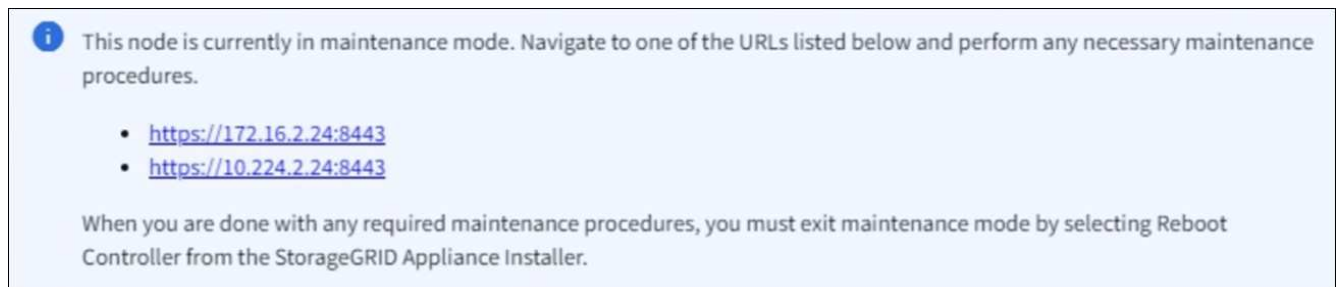 This node is currently in maintenance mode. Navigate to one of the URLs listed below and perform any necessary maintenance
procedures.
• https://172.16.2.24:8443
• https://10.224.2.24:8443
When you are done with any required maintenance procedures, you must exit maintenance mode by selecting Reboot
Controller from the StorageGRID Appliance Installer.